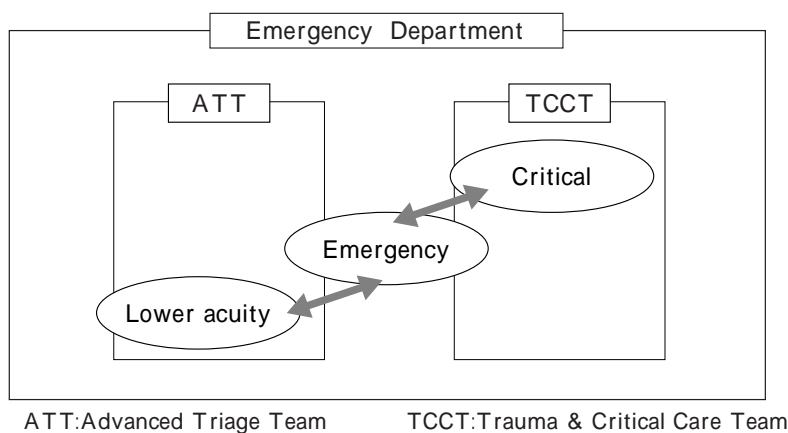 Emergency Department
ATT
TCCT
Critical
Emergency
Lower acuity
ATT:Advanced Triage Team
TCCT:Trauma & Critical Care Team